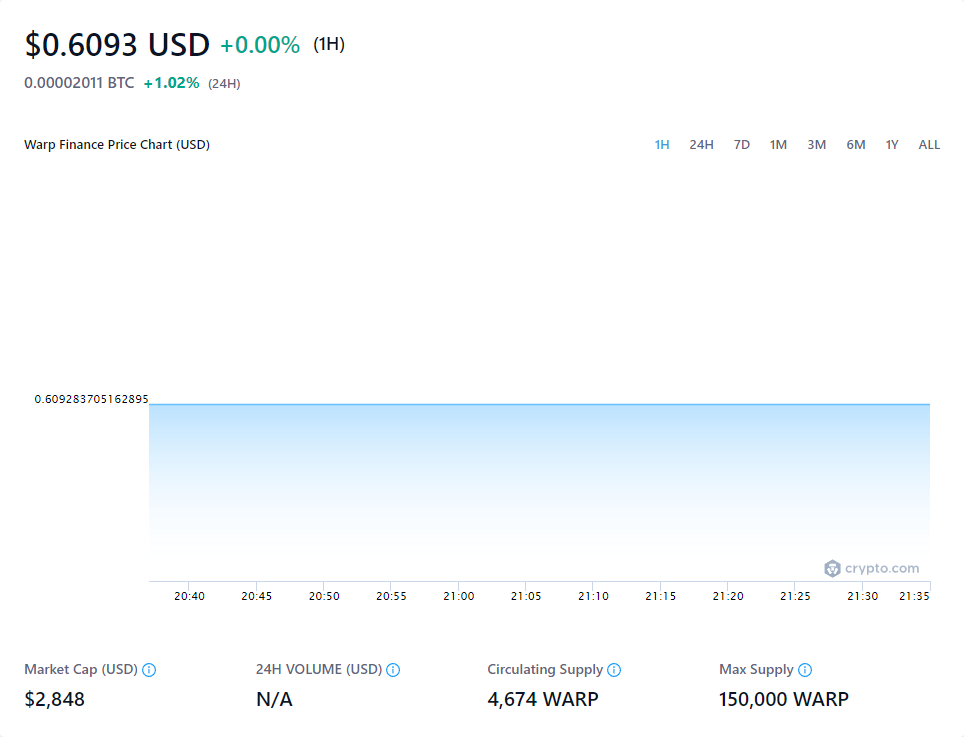 $0.6093 USD +0.00% (1H)
0.00002011 BTC +1.02% (24H)
Warp Finance Price Chart (USD) 1H 24H 7D 1M 3M 6M 1Y ALL
0.609283705162895
crypto.com
20:40 20:45 20:50 20:55 21:00 21:05 21:10 21:15 21:20 21:25 21:30 21:35
Market Cap (USD) 24H VOLUME (USD) Circulating Supply Max Supply
$2,848 N/A 4,674 WARP 150,000 WARP